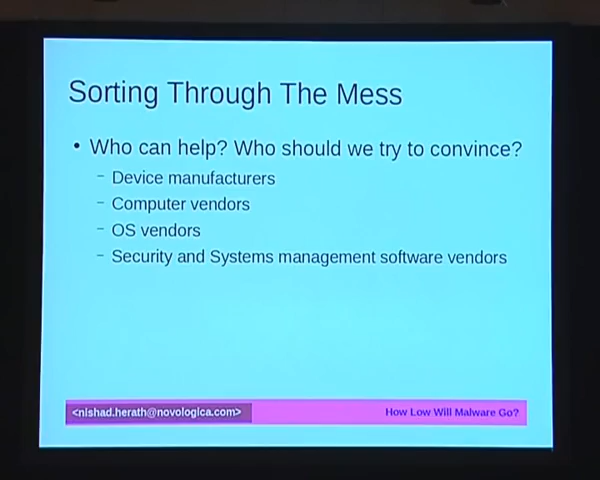 Sorting Through The Mess
• Who can help? Who should we try to convince?
– Device manufacturers
– Computer vendors
– OS vendors
– Security and Systems management software vendors
<nishad.herath@novologica.com> How Low Will Malware Go?